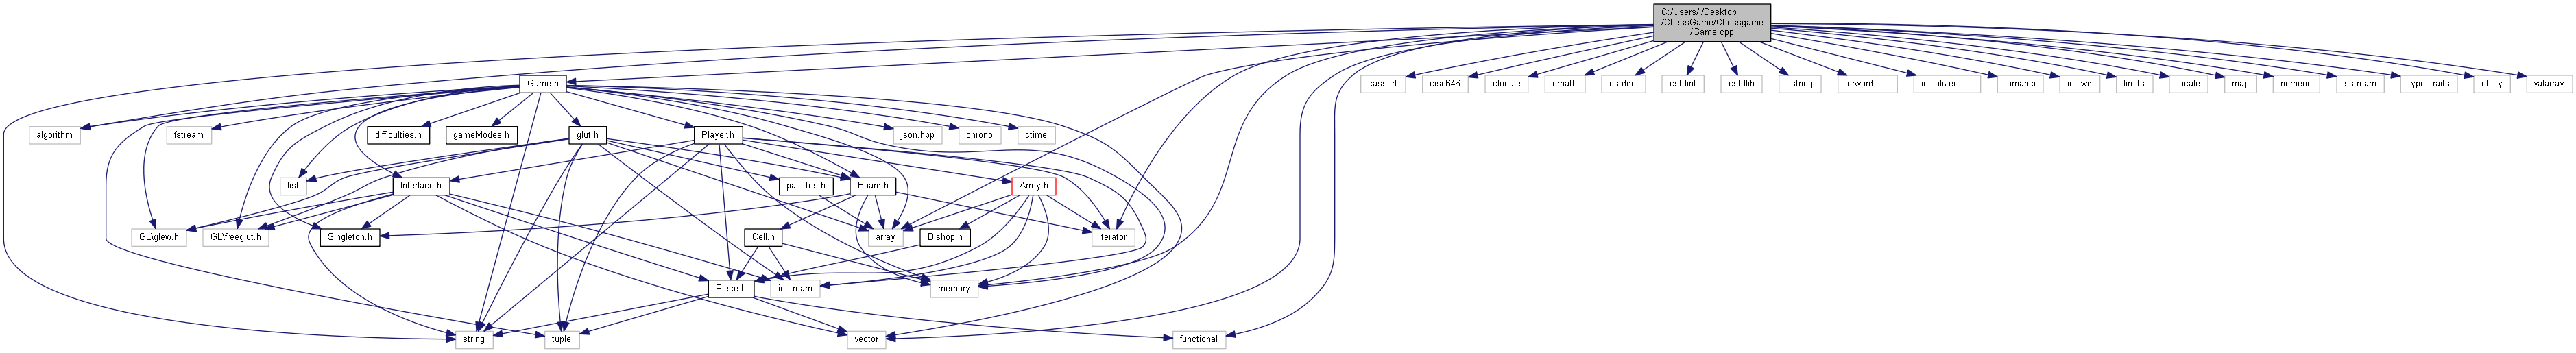 C:/Users/i/Desktop
/ChessGame/Chessgame
/Game.cpp
Game.h
cassert
ciso646
clocale
cmath
cstddef
cstdint
cstdlib
cstring
forward_list
initializer_list
iomanip
iosfwd
limits
locale
map
numeric
sstream
type_traits
utility
valarray
algorithm
fstream
difficulties.h
gameModes.h
glut.h
Player.h
json.hpp
chrono
ctime
list
Interface.h
palettes.h
Board.h
Army.h
GL\glew.h
GL\freeglut.h
Singleton.h
Cell.h
array
Bishop.h
iterator
Piece.h
iostream
memory
string
tuple
vector
functional